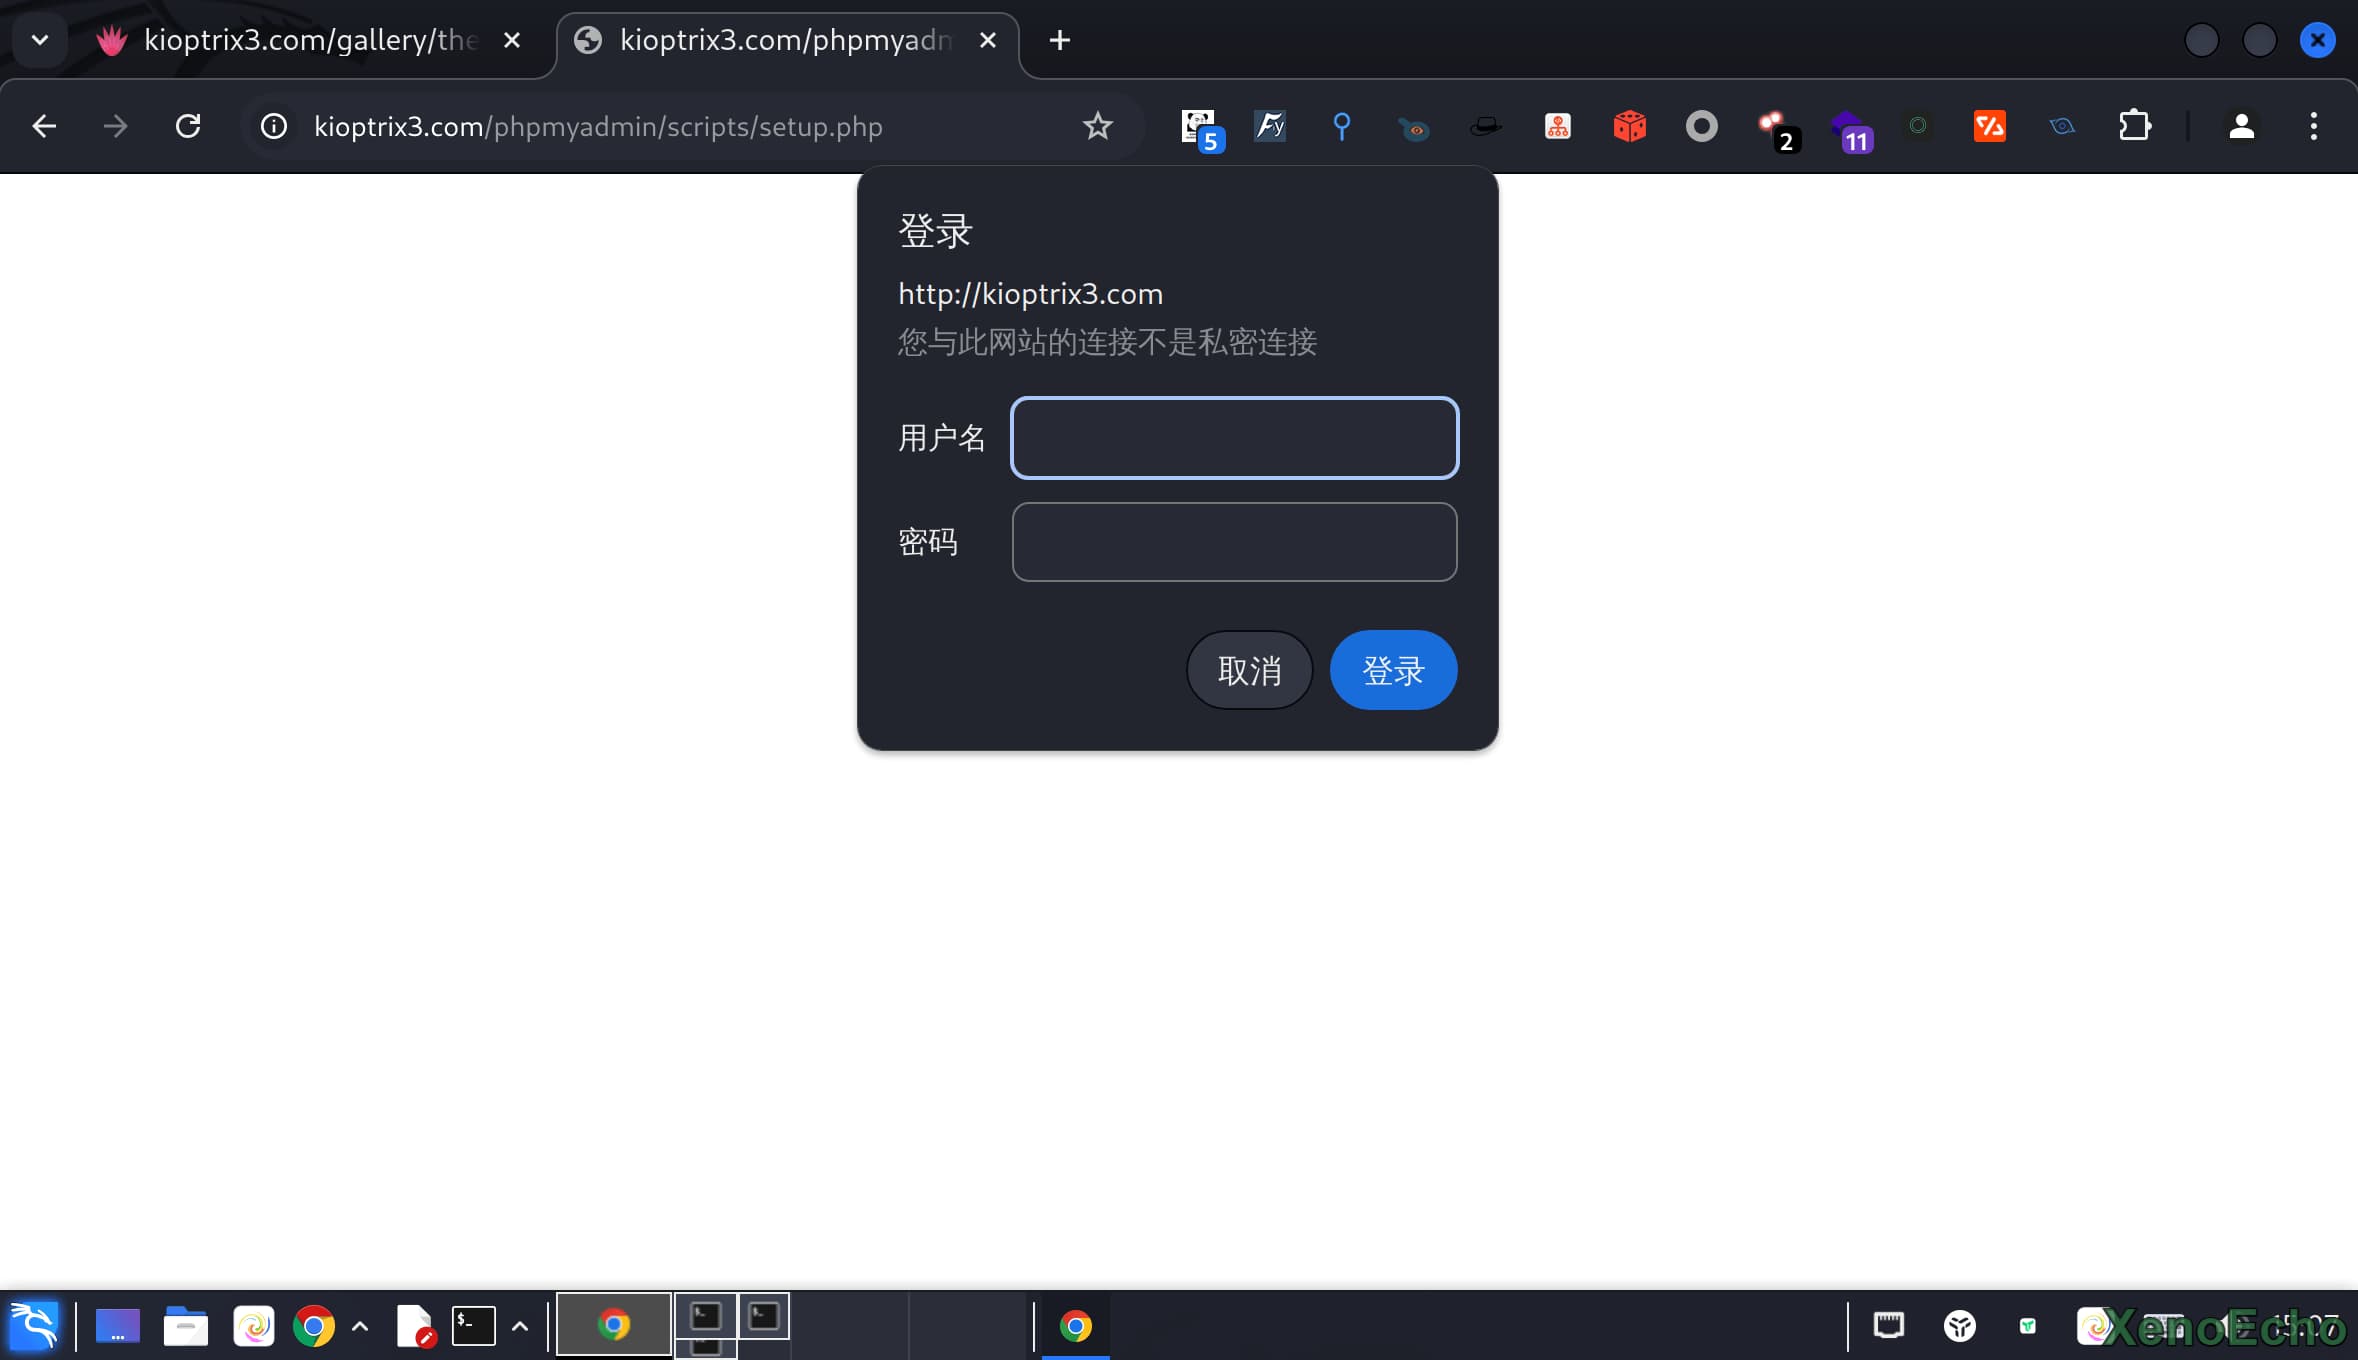 kioptrix3.com/gallery/the
kioptrix3.com/phpmyadm
kioptrix3.com/phpmyadmin/scripts/setup.php
5
Fy
2
11
登录
http://kioptrix3.com
您与此网站的连接不是私密连接
用户名
密码
取消
登录
$_
XenoEcho